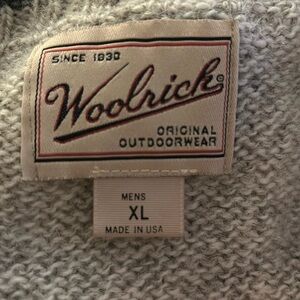 SINCE 1830
Woolrich®
ORIGINAL
OUTDOORWEAR
MENS
XL
MADE IN USA